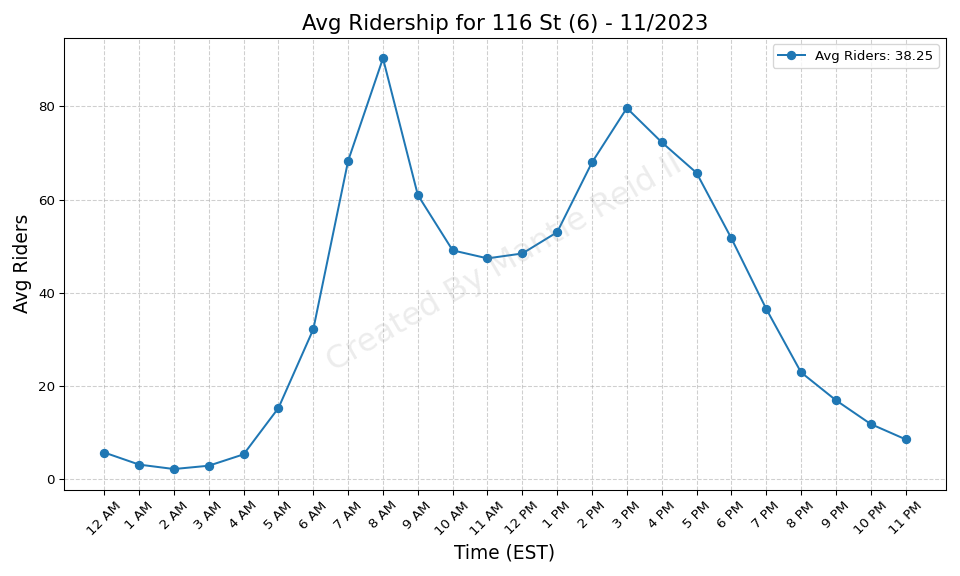 Avg Ridership for 116 St (6) - 11/2023
Avg Riders: 38.25
Avg Riders
80
60
40
20
0
Created By Mantie Reid II
12 AM
1 AM
2 AM
3 AM
4 AM
5 AM
6 AM
7 AM
8 AM
9 AM
10 AM
11 AM
12 PM
1 PM
2 PM
3 PM
4 PM
5 PM
6 PM
7 PM
8 PM
9 PM
10 PM
11 PM
Time (EST)